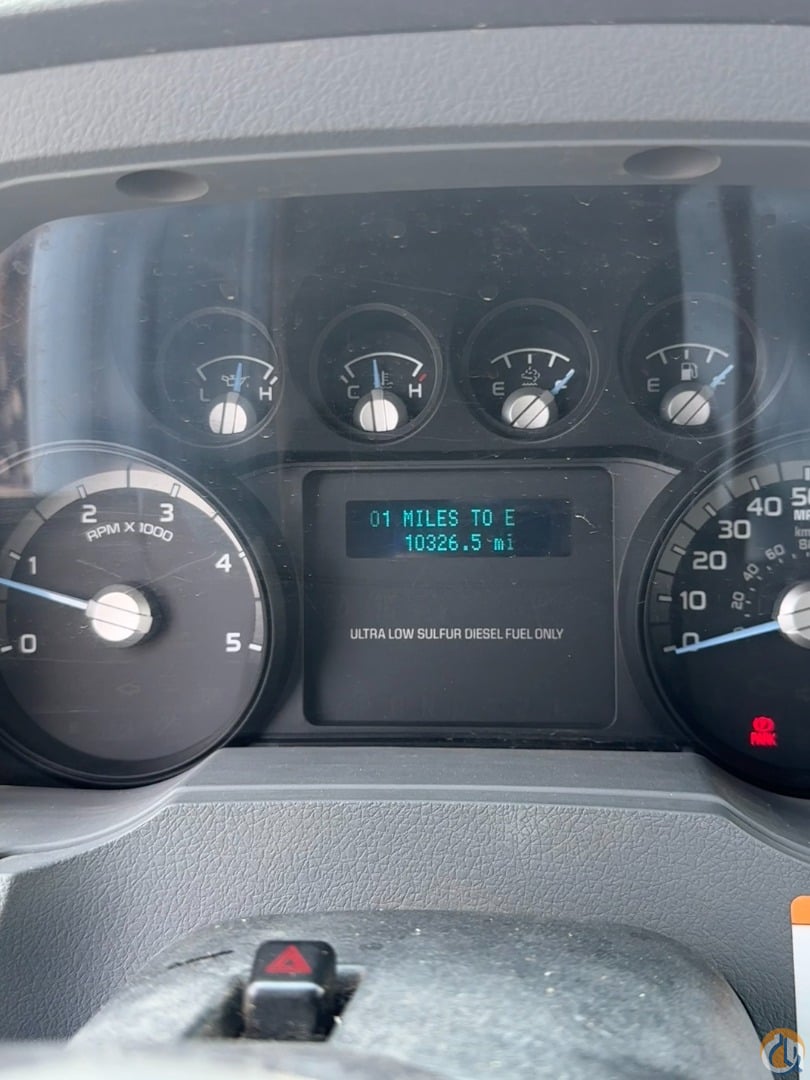 L H
C H
E
E F
0 1 2 3 4 5
RPM X 1000
01 MILES TO E
10326.5 mi
ULTRA LOW SULFUR DIESEL FUEL ONLY
0 10 20 30 40 50
20 40 60